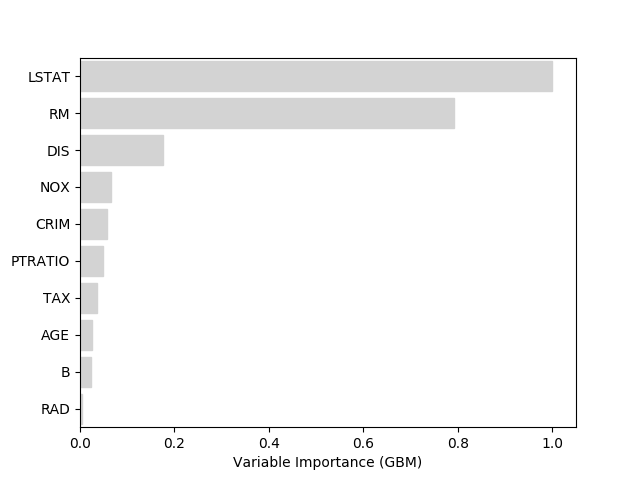 LSTAT
RM
DIS
NOX
CRIM
PTRATIO
TAX
AGE
B
RAD
0.0 0.2 0.4 0.6 0.8 1.0
Variable Importance (GBM)